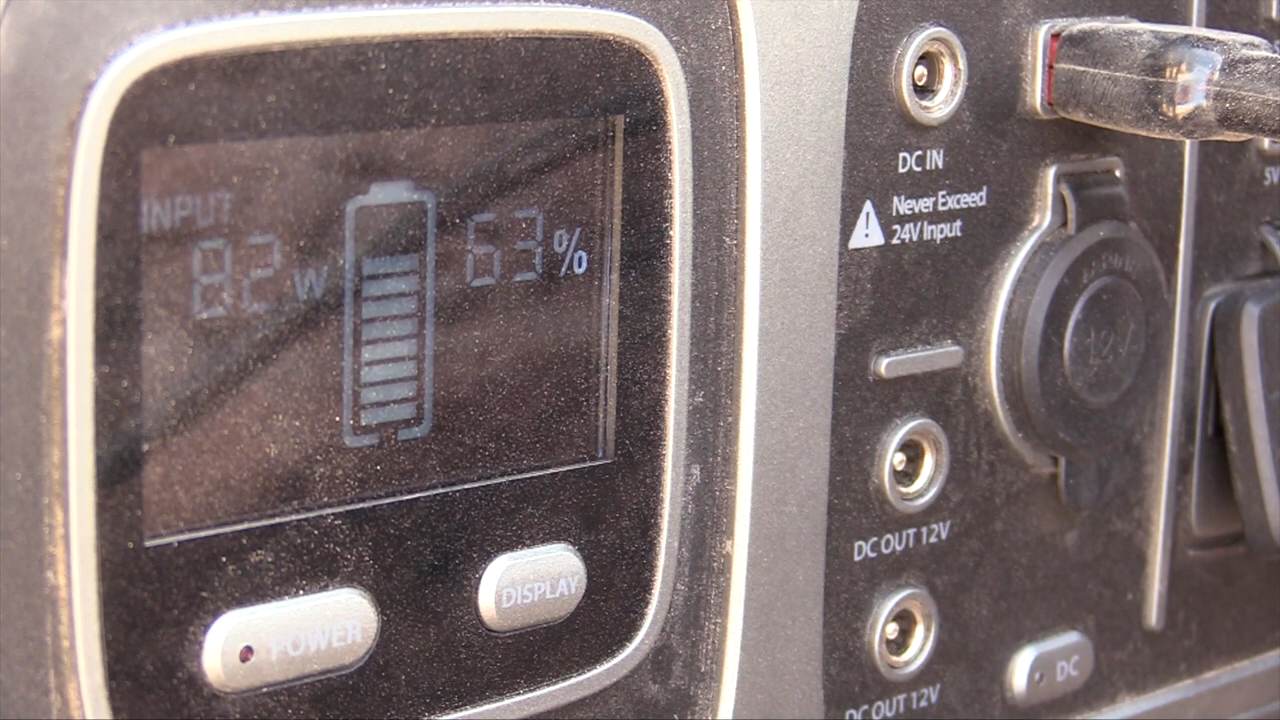 INPUT
82 W
63 %
POWER
DISPLAY
DC IN
Never Exceed
24V Input
12V
DC OUT 12V
DC OUT 12V
DC
5V